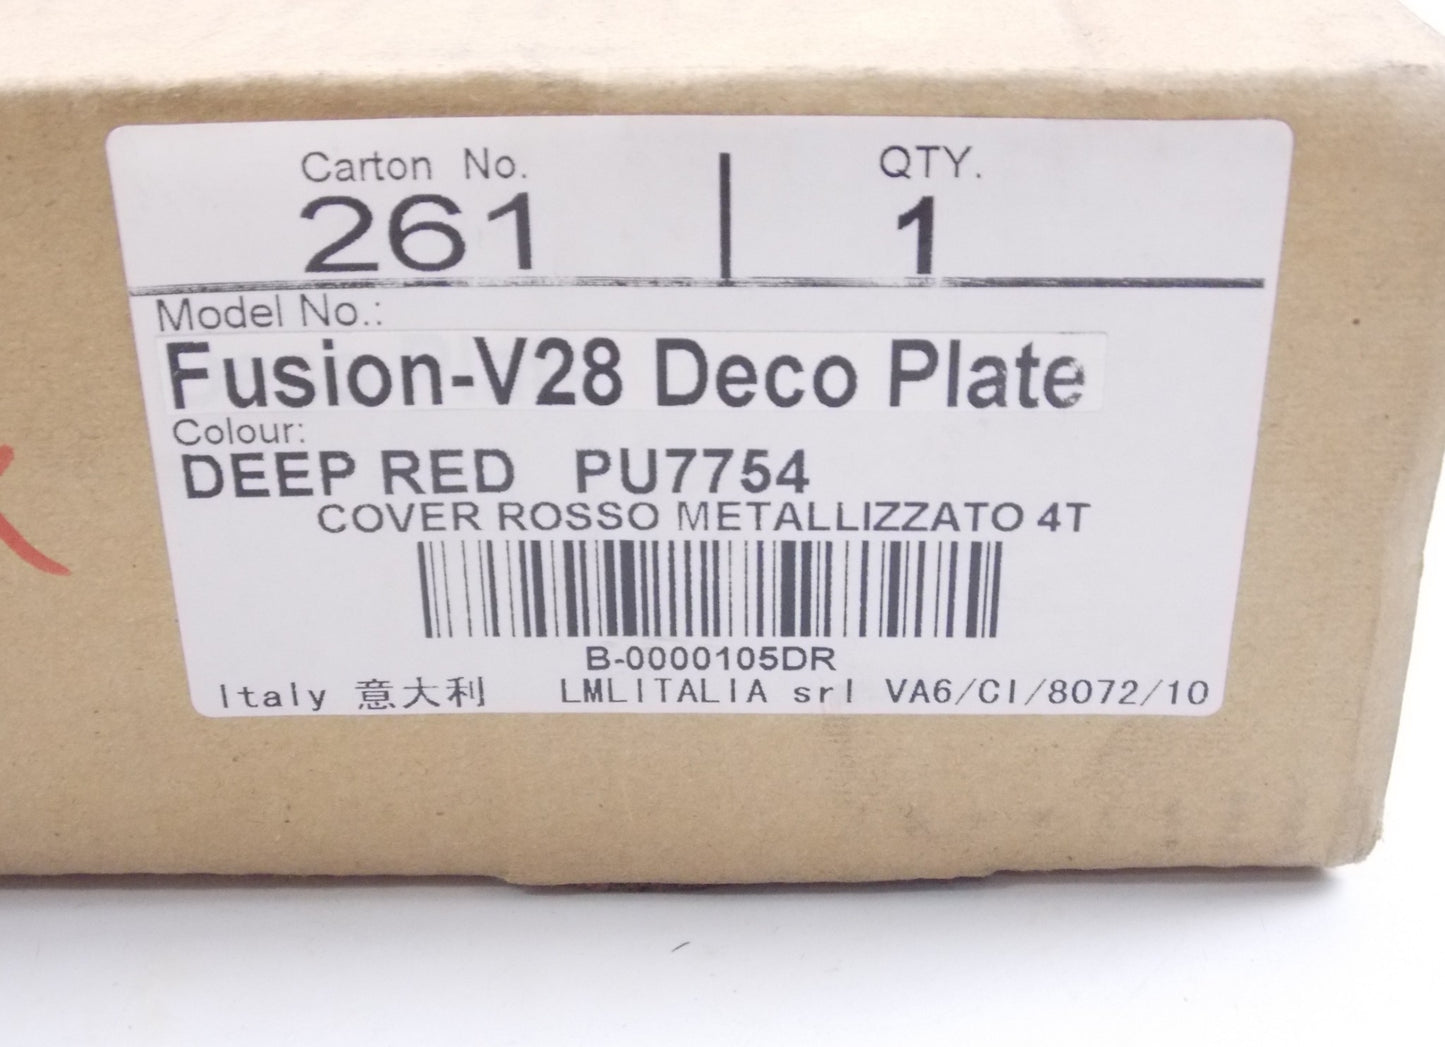 Carton No. QTY.
261 1
Model No.:
Fusion-V28 Deco Plate
Colour:
DEEP RED PU7754
COVER ROSSO METALLIZZATO 4T
B-0000105DR
Italy 意大利 LMLITALIA srl VA6/CI/8072/10